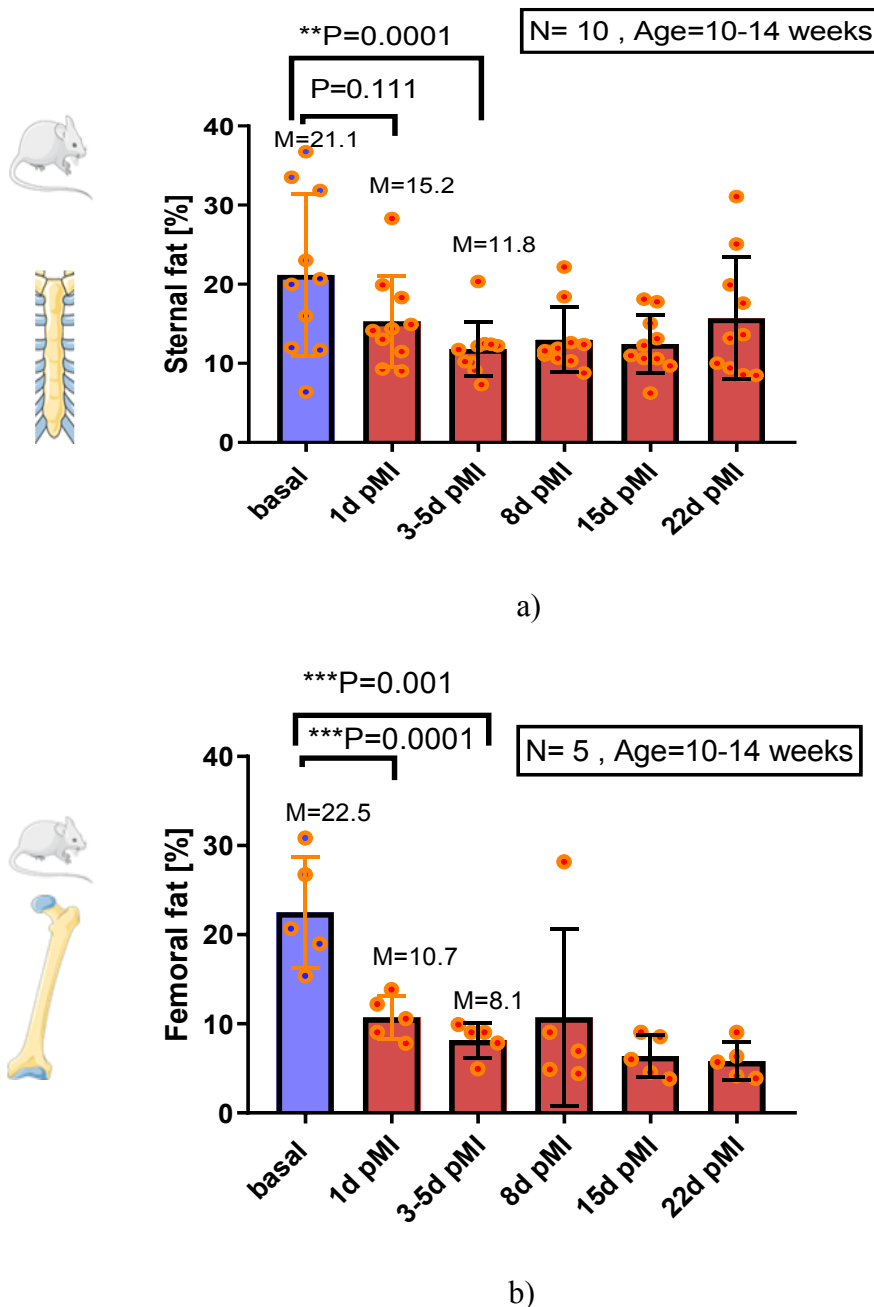 **P=0.0001
N= 10 , Age=10-14 weeks
P=0.111
40
M=21.1
M=15.2
M=11.8
30
20
10
0
Sternal fat [%]
basal
1d pMI
3-5d pMI
8d pMI
15d pMI
22d pMI
a)
***P=0.001
***P=0.0001
N= 5 , Age=10-14 weeks
40
M=22.5
30
M=10.7
M=8.1
20
10
0
Femoral fat [%]
basal
1d pMI
3-5d pMI
8d pMI
15d pMI
22d pMI
b)